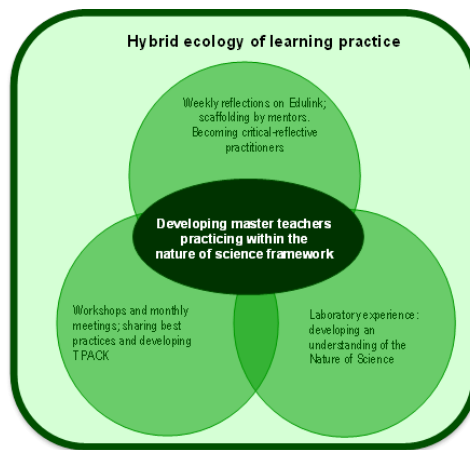 Hybrid ecology of learning practice
Weekly reflections on Edulink;
scaffolding by mentors.
Becoming critical-reflective
practitioners
Developing master teachers
practicing within the
nature of science framework
Workshops and monthly
meetings; sharing best
practices and developing
TPACK
Laboratory experience:
developing an
understanding of the
Nature of Science